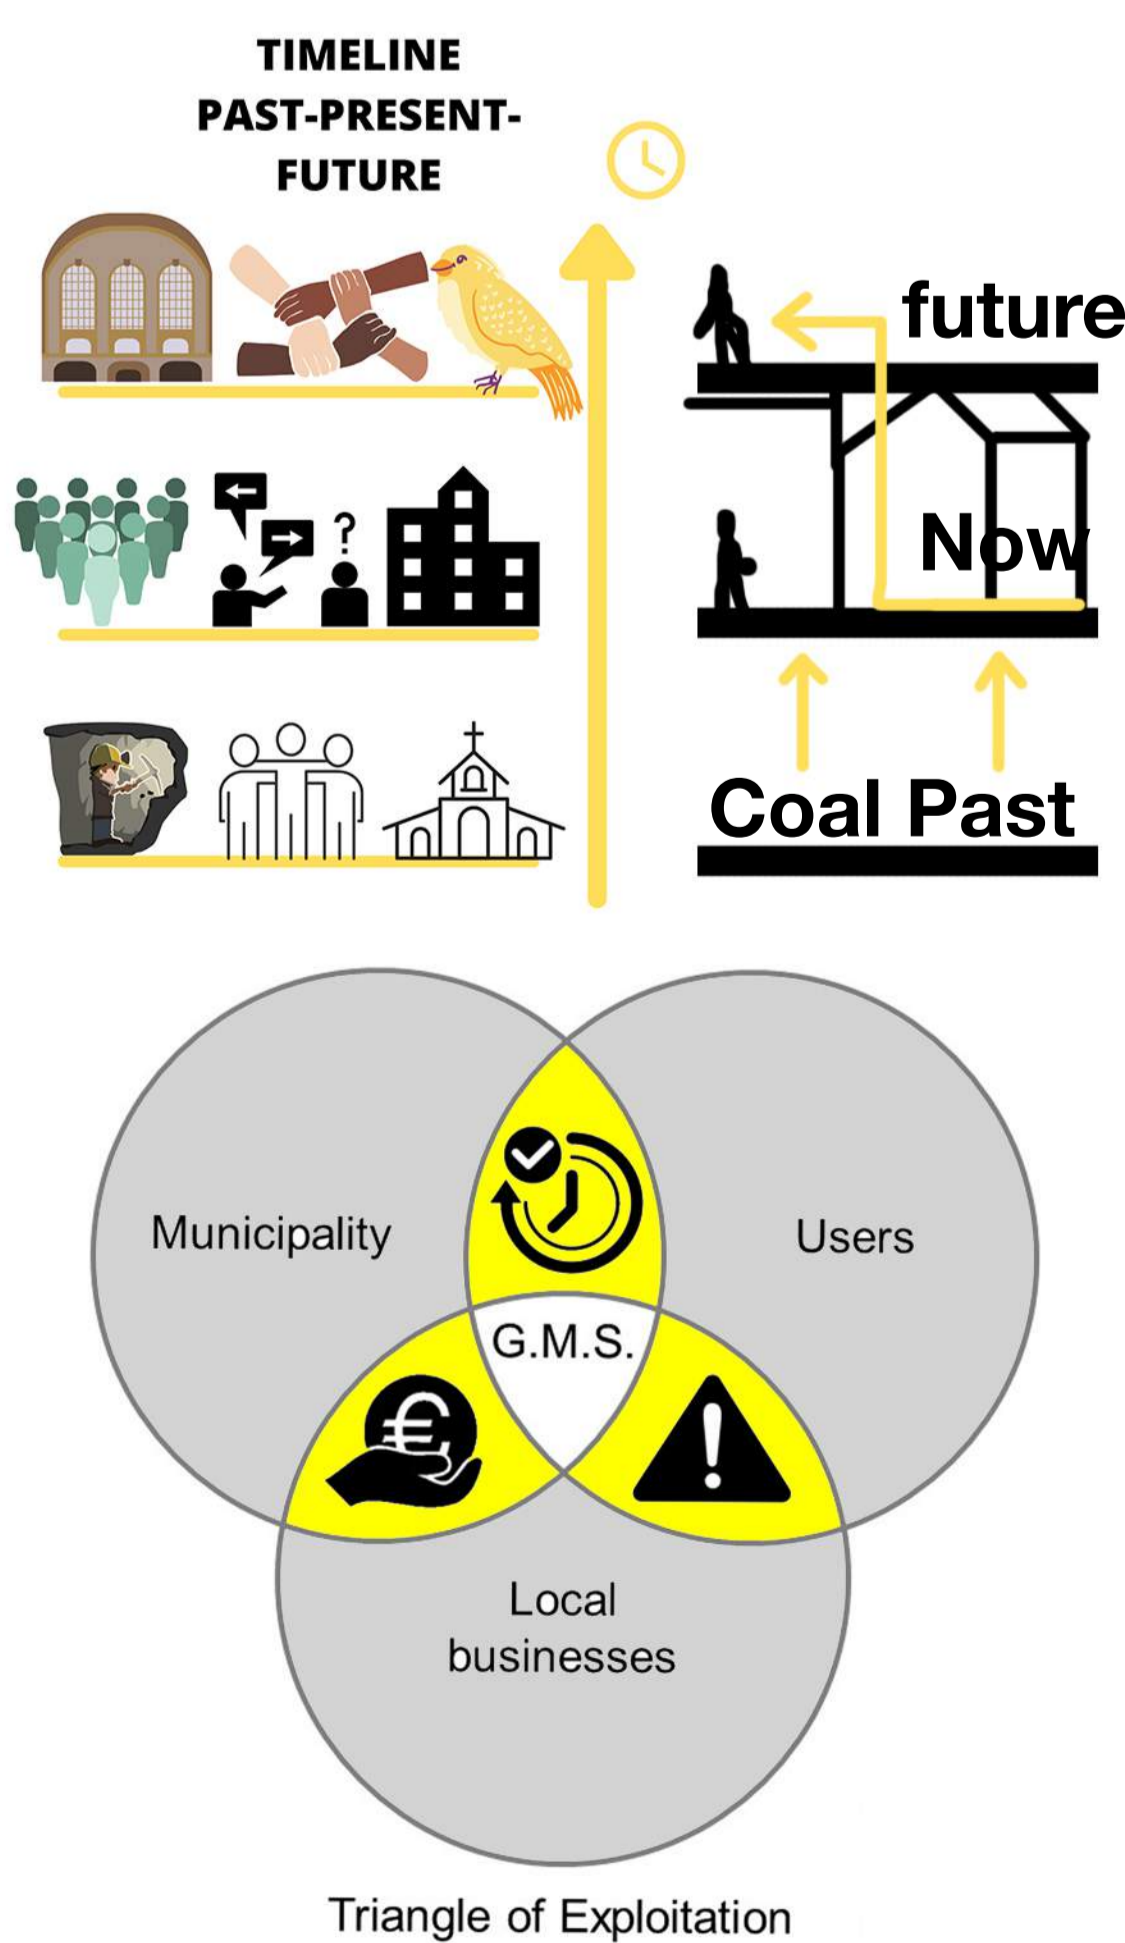 TIMELINE
PAST-PRESENT-
FUTURE
future
?
Now
Coal Past
Municipality
Users
G.M.S.
€
!
Local
businesses
Triangle of Exploitation